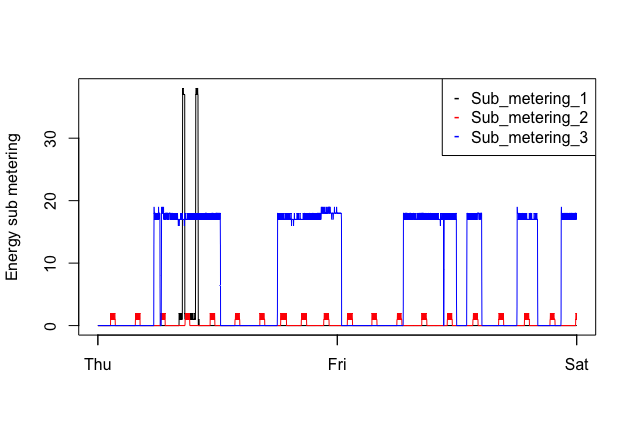 Sub_metering_1
Sub_metering_2
Sub_metering_3
Energy sub metering
30
20
10
0
Thu
Fri
Sat